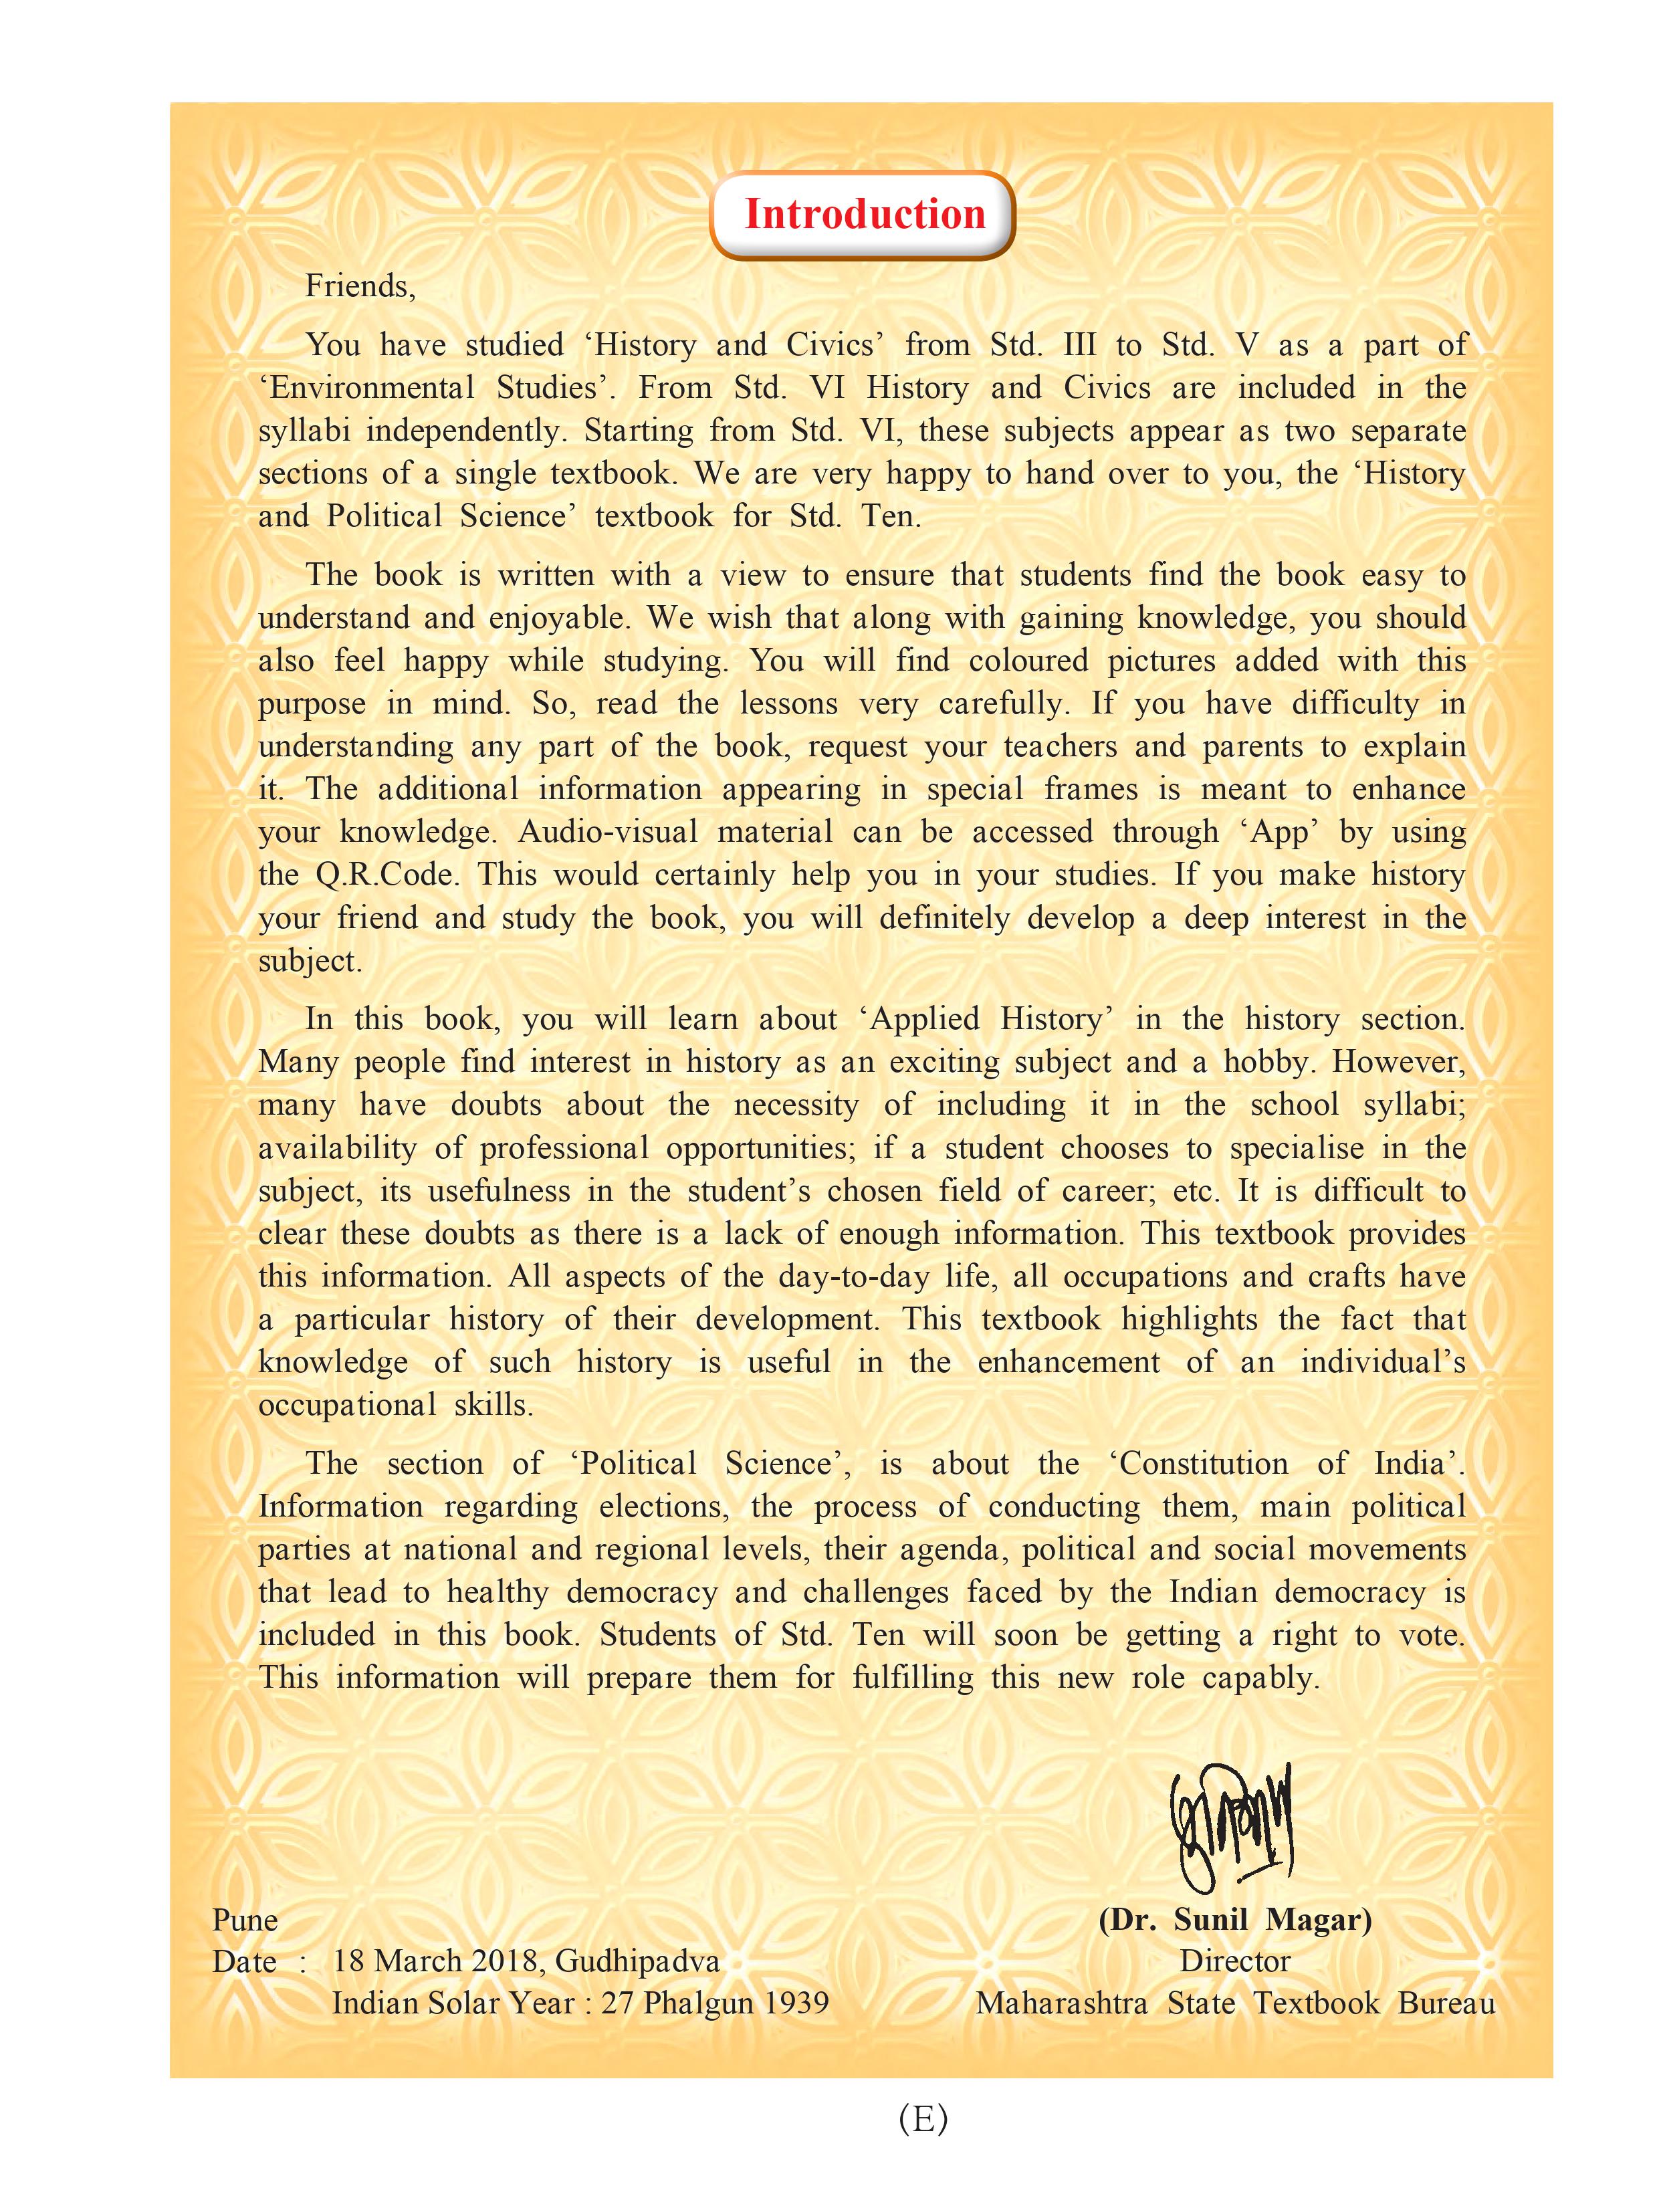 Introduction
Friends,
You have studied ‘History and Civics’ from Std. III to Std. V as a part of
‘Environmental Studies’. From Std. VI History and Civics are included in the
syllabi independently. Starting from Std. VI, these subjects appear as two separate
sections of a single textbook. We are very happy to hand over to you, the ‘History
and Political Science’ textbook for Std. Ten.
The book is written with a view to ensure that students find the book easy to
understand and enjoyable. We wish that along with gaining knowledge, you should
also feel happy while studying. You will find coloured pictures added with this
purpose in mind. So, read the lessons very carefully. If you have difficulty in
understanding any part of the book, request your teachers and parents to explain
it. The additional information appearing in special frames is meant to enhance
your knowledge. Audio-visual material can be accessed through ‘App’ by using
the Q.R.Code. This would certainly help you in your studies. If you make history
your friend and study the book, you will definitely develop a deep interest in the
subject.
In this book, you will learn about ‘Applied History’ in the history section.
Many people find interest in history as an exciting subject and a hobby. However,
many have doubts about the necessity of including it in the school syllabi;
availability of professional opportunities; if a student chooses to specialise in the
subject, its usefulness in the student’s chosen field of career; etc. It is difficult to
clear these doubts as there is a lack of enough information. This textbook provides
this information. All aspects of the day-to-day life, all occupations and crafts have
a particular history of their development. This textbook highlights the fact that
knowledge of such history is useful in the enhancement of an individual’s
occupational skills.
The section of ‘Political Science’, is about the ‘Constitution of India’.
Information regarding elections, the process of conducting them, main political
parties at national and regional levels, their agenda, political and social movements
that lead to healthy democracy and challenges faced by the Indian democracy is
included in this book. Students of Std. Ten will soon be getting a right to vote.
This information will prepare them for fulfilling this new role capably.
Pune
Date : 18 March 2018, Gudhipadva
Indian Solar Year : 27 Phalgun 1939
(Dr. Sunil Magar)
Director
Maharashtra State Textbook Bureau
(E)